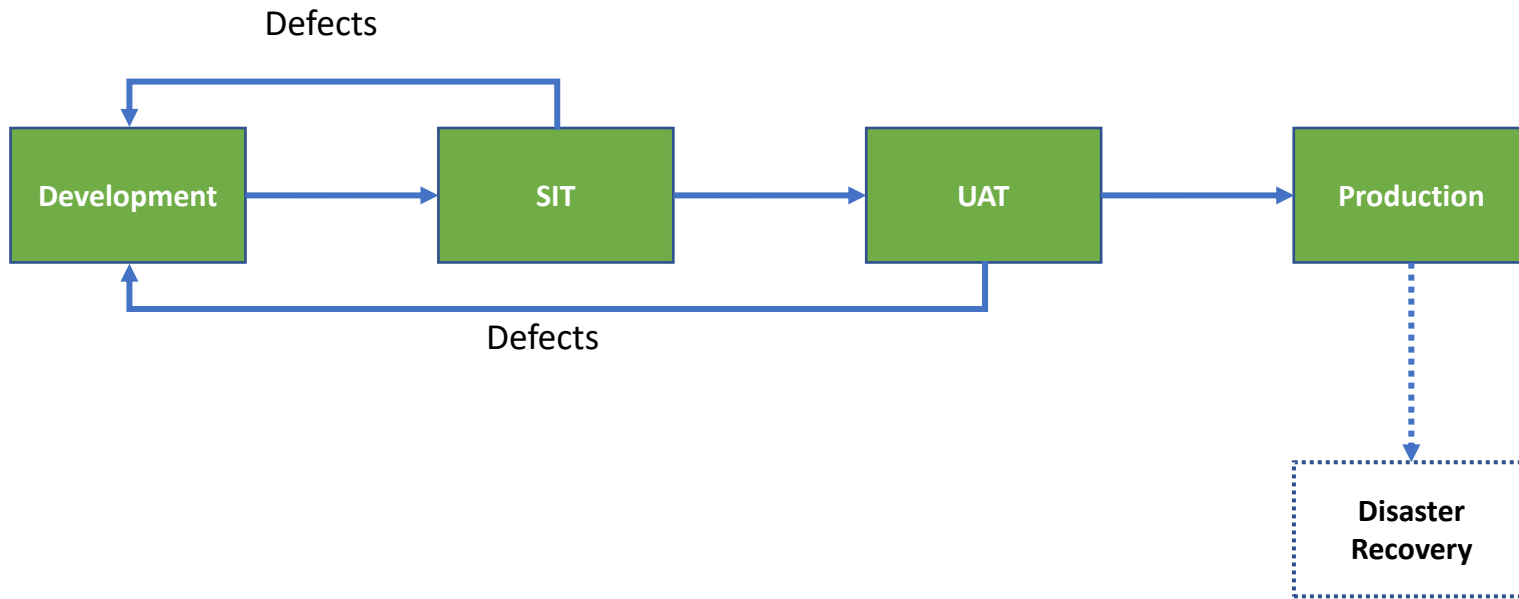 Defects
Development
SIT
UAT
Production
Defects
Disaster
Recovery